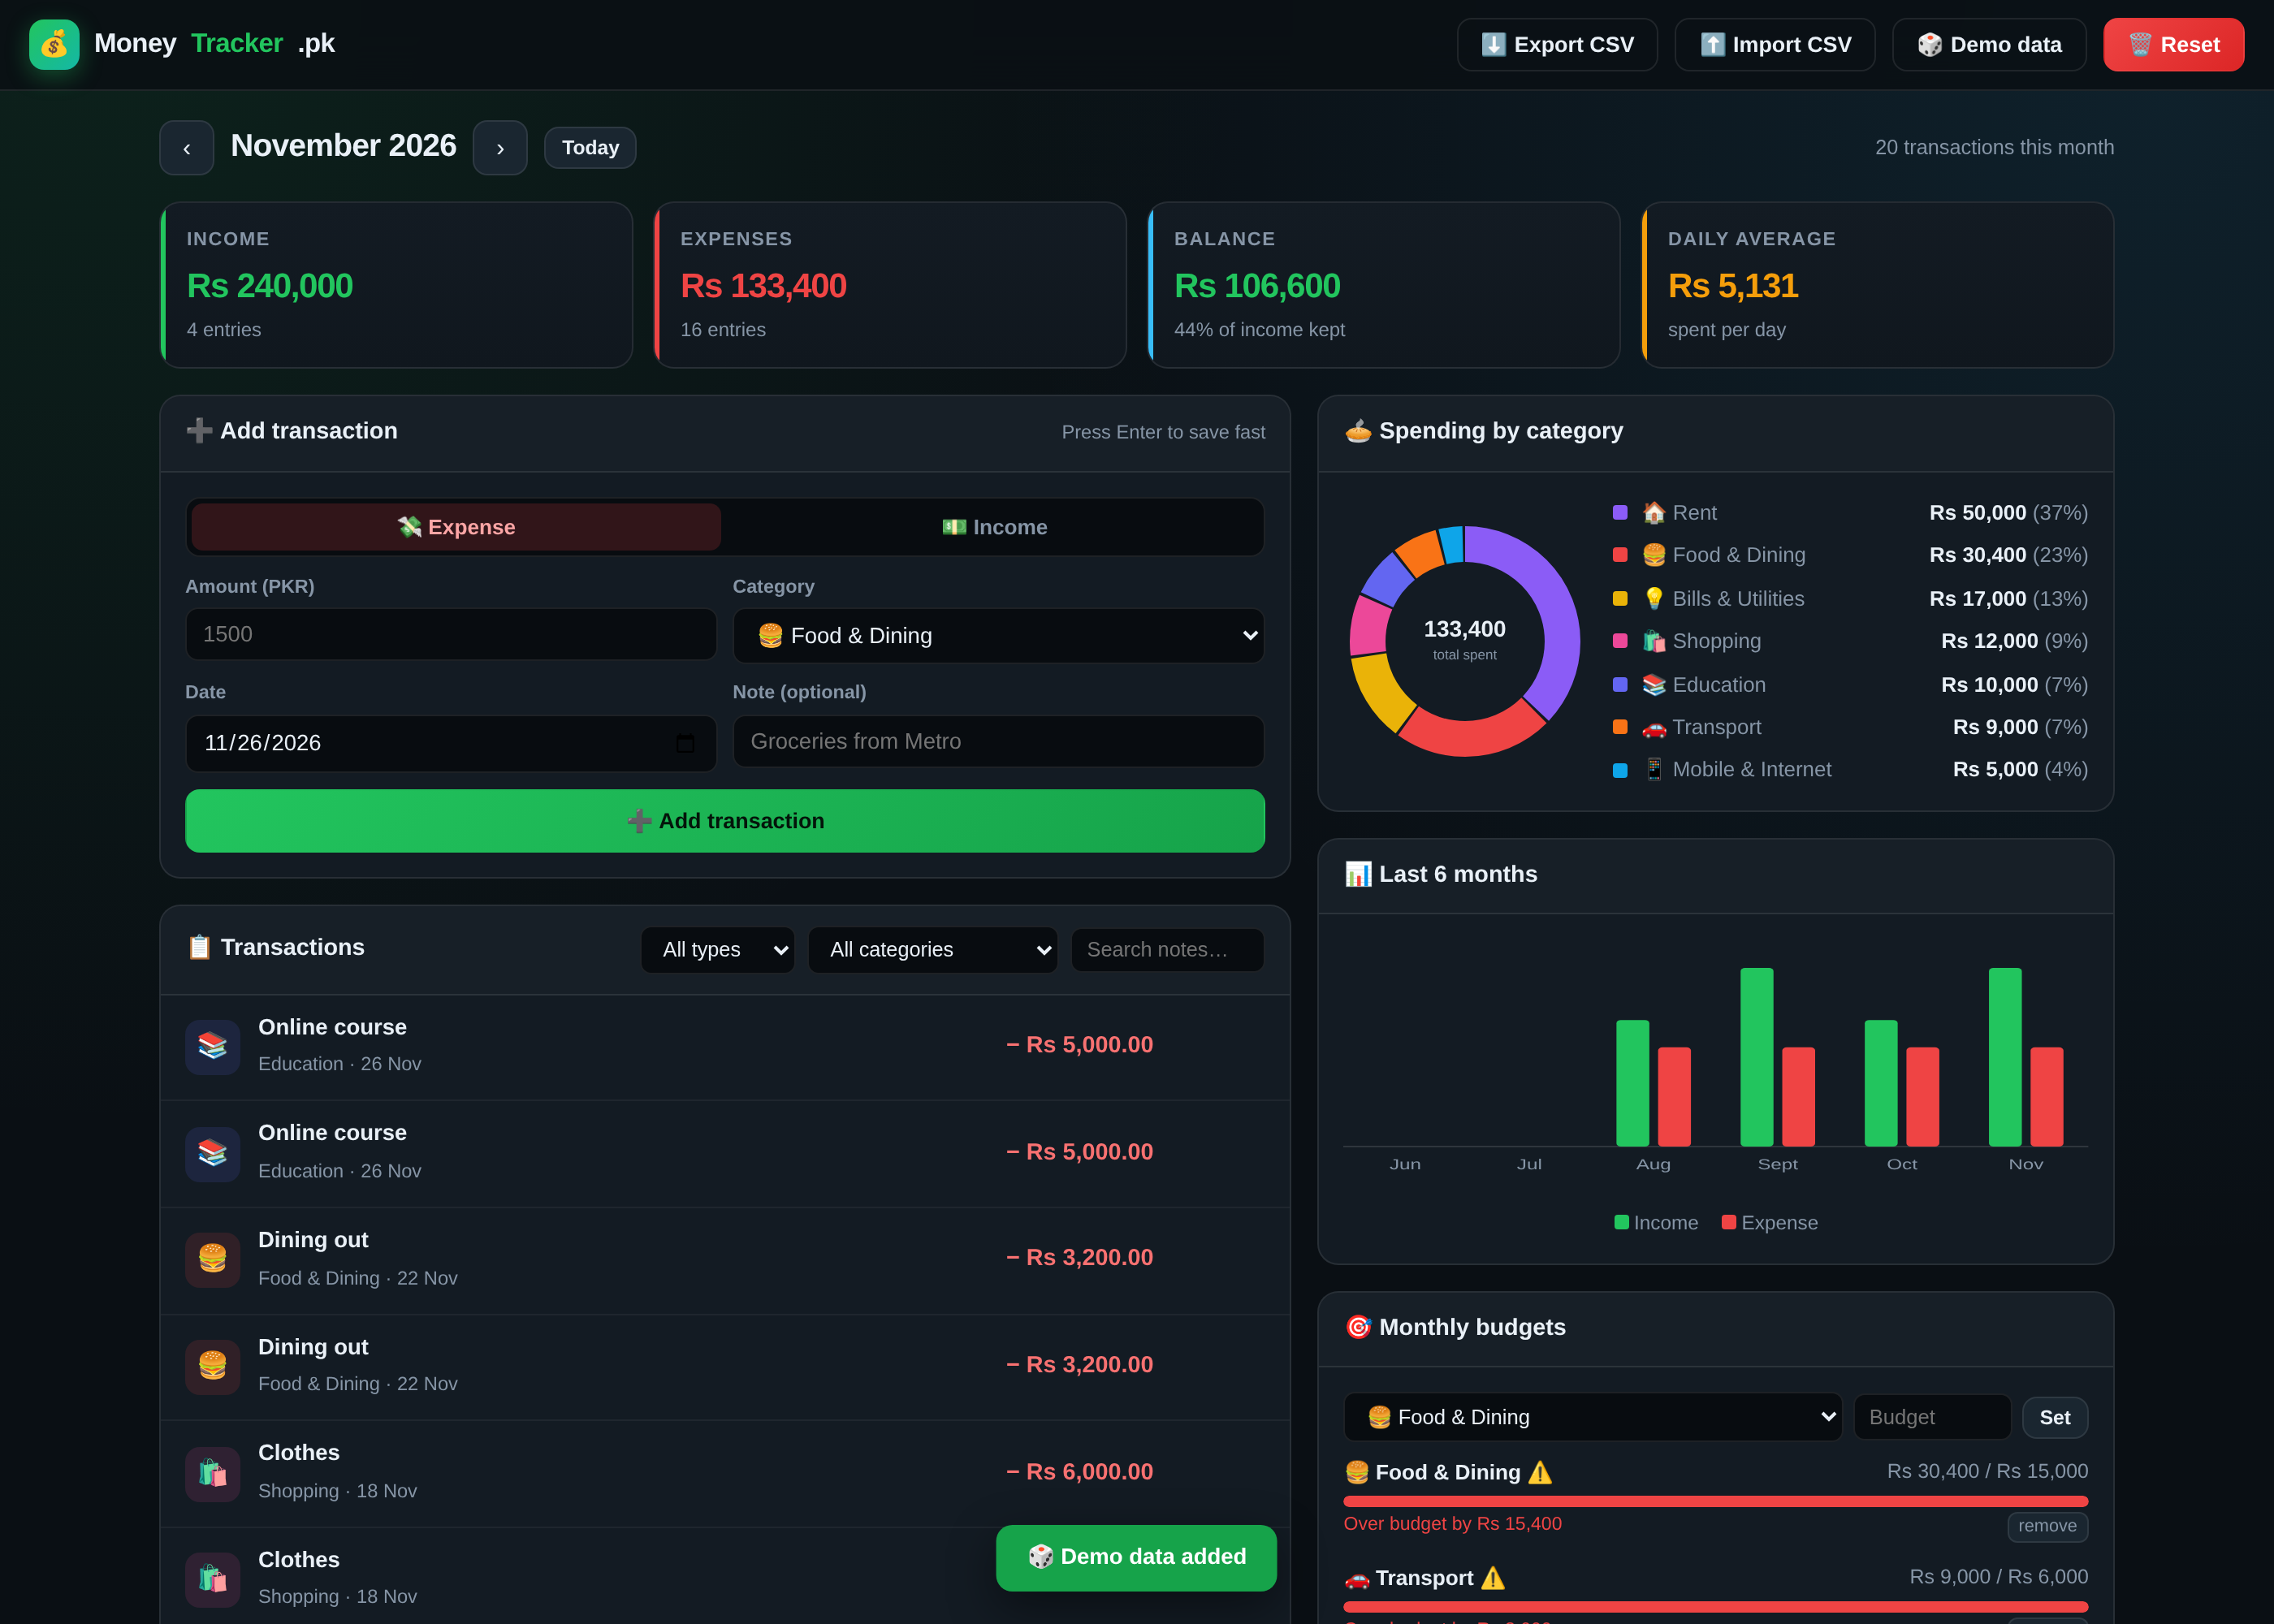 💰 Money Tracker .pk
⬇️ Export CSV
⬆️ Import CSV
🎲 Demo data
🗑️ Reset
‹ November 2026 › Today
20 transactions this month
INCOME
Rs 240,000
4 entries
EXPENSES
Rs 133,400
16 entries
BALANCE
Rs 106,600
44% of income kept
DAILY AVERAGE
Rs 5,131
spent per day
➕ Add transaction
Press Enter to save fast
💸 Expense
💵 Income
Amount (PKR)
1500
Category
🍔 Food & Dining
Date
11/26/2026
Note (optional)
Groceries from Metro
➕ Add transaction
📋 Transactions
All types
All categories
Search notes…
Online course
Education · 26 Nov
− Rs 5,000.00
Online course
Education · 26 Nov
− Rs 5,000.00
Dining out
Food & Dining · 22 Nov
− Rs 3,200.00
Dining out
Food & Dining · 22 Nov
− Rs 3,200.00
Clothes
Shopping · 18 Nov
− Rs 6,000.00
Clothes
Shopping · 18 Nov
🎲 Demo data added
🥧 Spending by category
133,400
total spent
🏠 Rent Rs 50,000 (37%)
🍔 Food & Dining Rs 30,400 (23%)
💡 Bills & Utilities Rs 17,000 (13%)
🛍️ Shopping Rs 12,000 (9%)
📚 Education Rs 10,000 (7%)
🚗 Transport Rs 9,000 (7%)
📱 Mobile & Internet Rs 5,000 (4%)
📊 Last 6 months
Jun Jul Aug Sept Oct Nov
Income Expense
🎯 Monthly budgets
🍔 Food & Dining
Budget
Set
🍔 Food & Dining ⚠️ Rs 30,400 / Rs 15,000
Over budget by Rs 15,400
remove
🚗 Transport ⚠️ Rs 9,000 / Rs 6,000